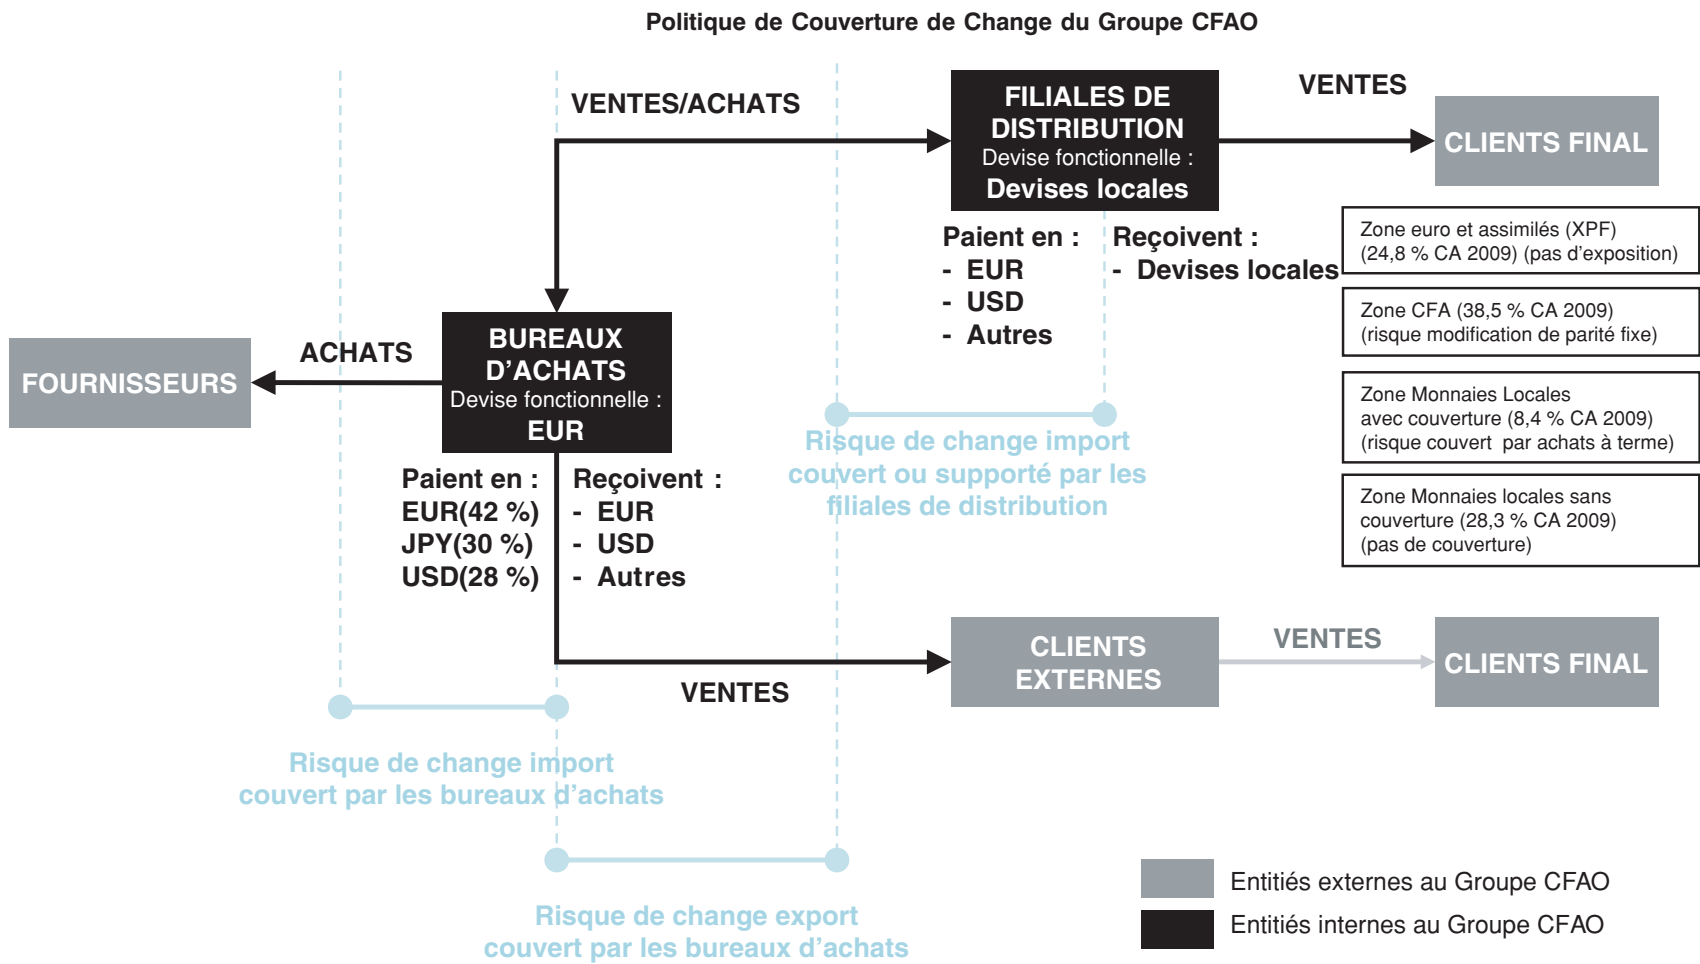 Politique de Couverture de Change du Groupe CFAO
VENTES/ACHATS
FILIALES DE
DISTRIBUTION
Devise fonctionnelle :
Devises locales
VENTES
CLIENTS FINAL
Paient en :
- EUR
- USD
- Autres
Reçoivent :
- Devises locales
Zone euro et assimilés (XPF)
(24,8 % CA 2009) (pas d'exposition)
Zone CFA (38,5 % CA 2009)
(risque modification de parité fixe)
Zone Monnaies Locales
avec couverture (8,4 % CA 2009)
(risque couvert par achats à terme)
Zone Monnaies locales sans
couverture (28,3 % CA 2009)
(pas de couverture)
FOURNISSEURS
ACHATS
BUREAUX
D'ACHATS
Devise fonctionnelle :
EUR
Paient en :
EUR(42 %)
JPY(30 %)
USD(28 %)
Reçoivent :
- EUR
- USD
- Autres
Risque de change import
couvert ou supporté par les
filiales de distribution
VENTES
CLIENTS
EXTERNES
VENTES
CLIENTS FINAL
Risque de change import
couvert par les bureaux d'achats
Risque de change export
couvert par les bureaux d'achats
Entitiés externes au Groupe CFAO
Entitiés internes au Groupe CFAO